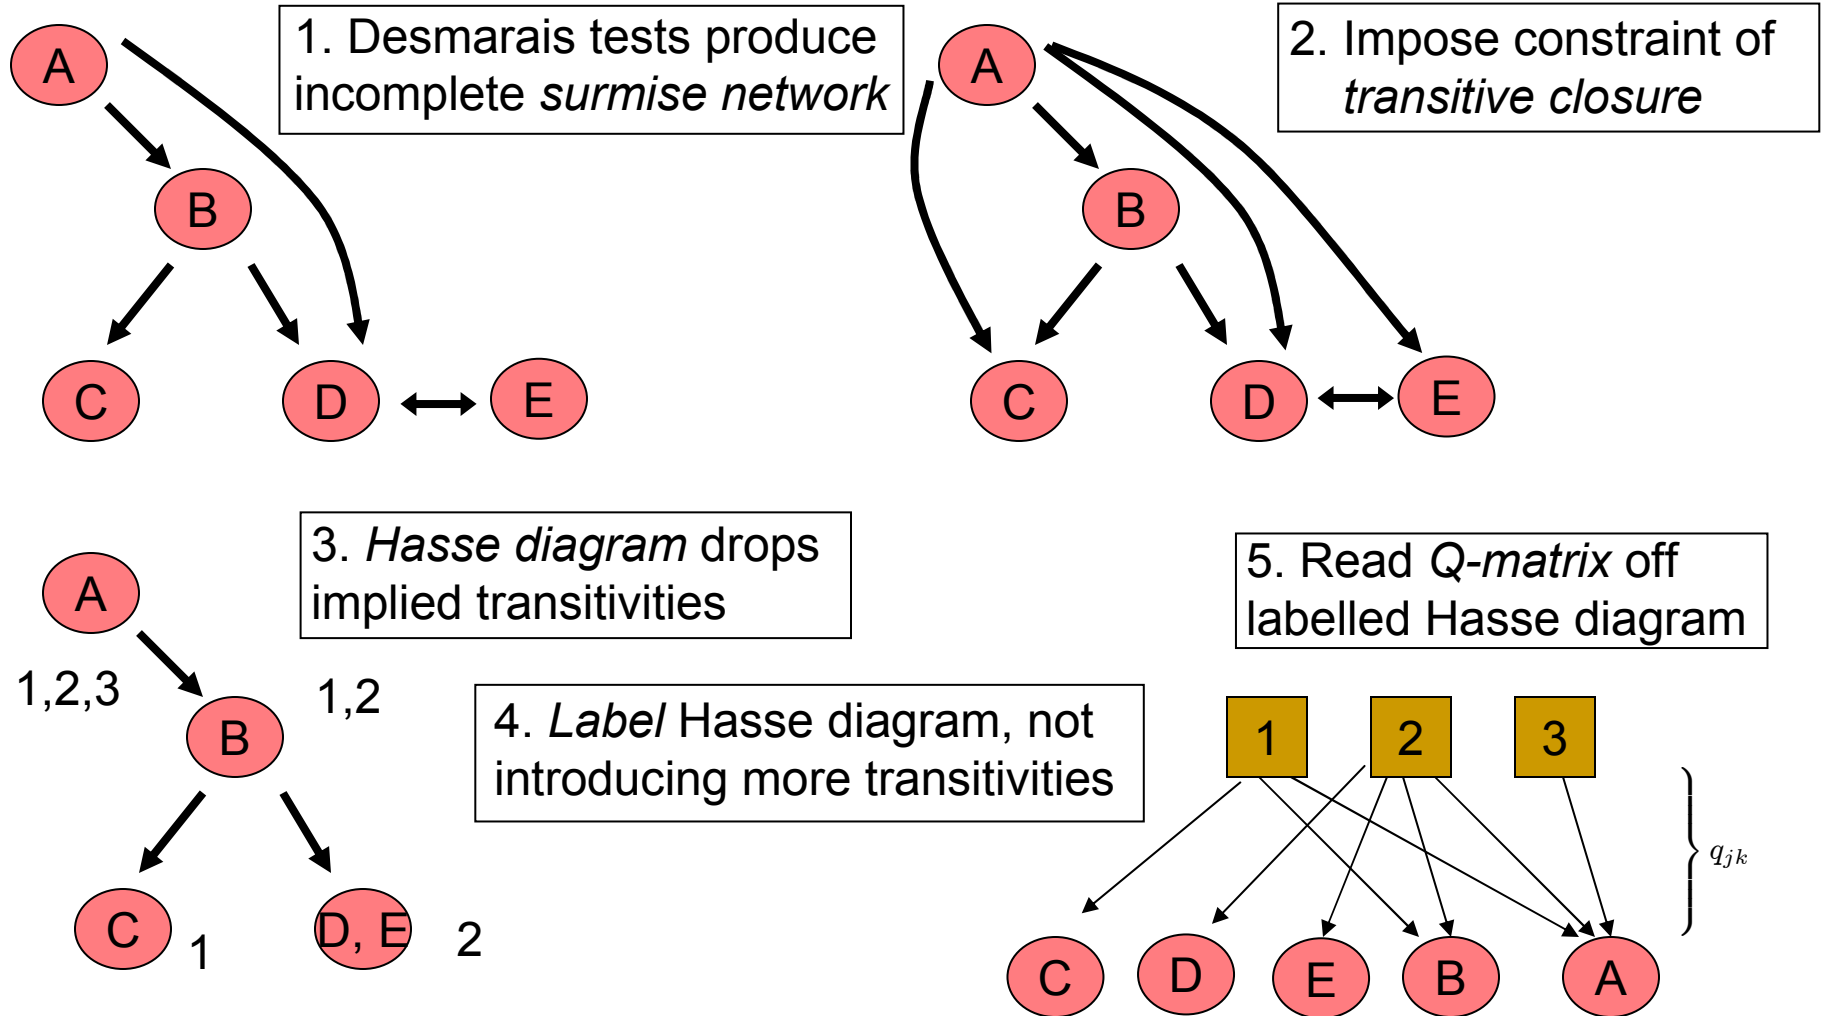 A
1. Desmarais tests produce
incomplete surmise network
B
C
D
E
A
2. Impose constraint of
transitive closure
B
C
D
E
3. Hasse diagram drops
implied transitivities
A
1,2,3
B
1,2
C
1
D, E
2
4. Label Hasse diagram, not
introducing more transitivities
5. Read Q-matrix off
labelled Hasse diagram
1
2
3
q_{jk}
C
D
E
B
A